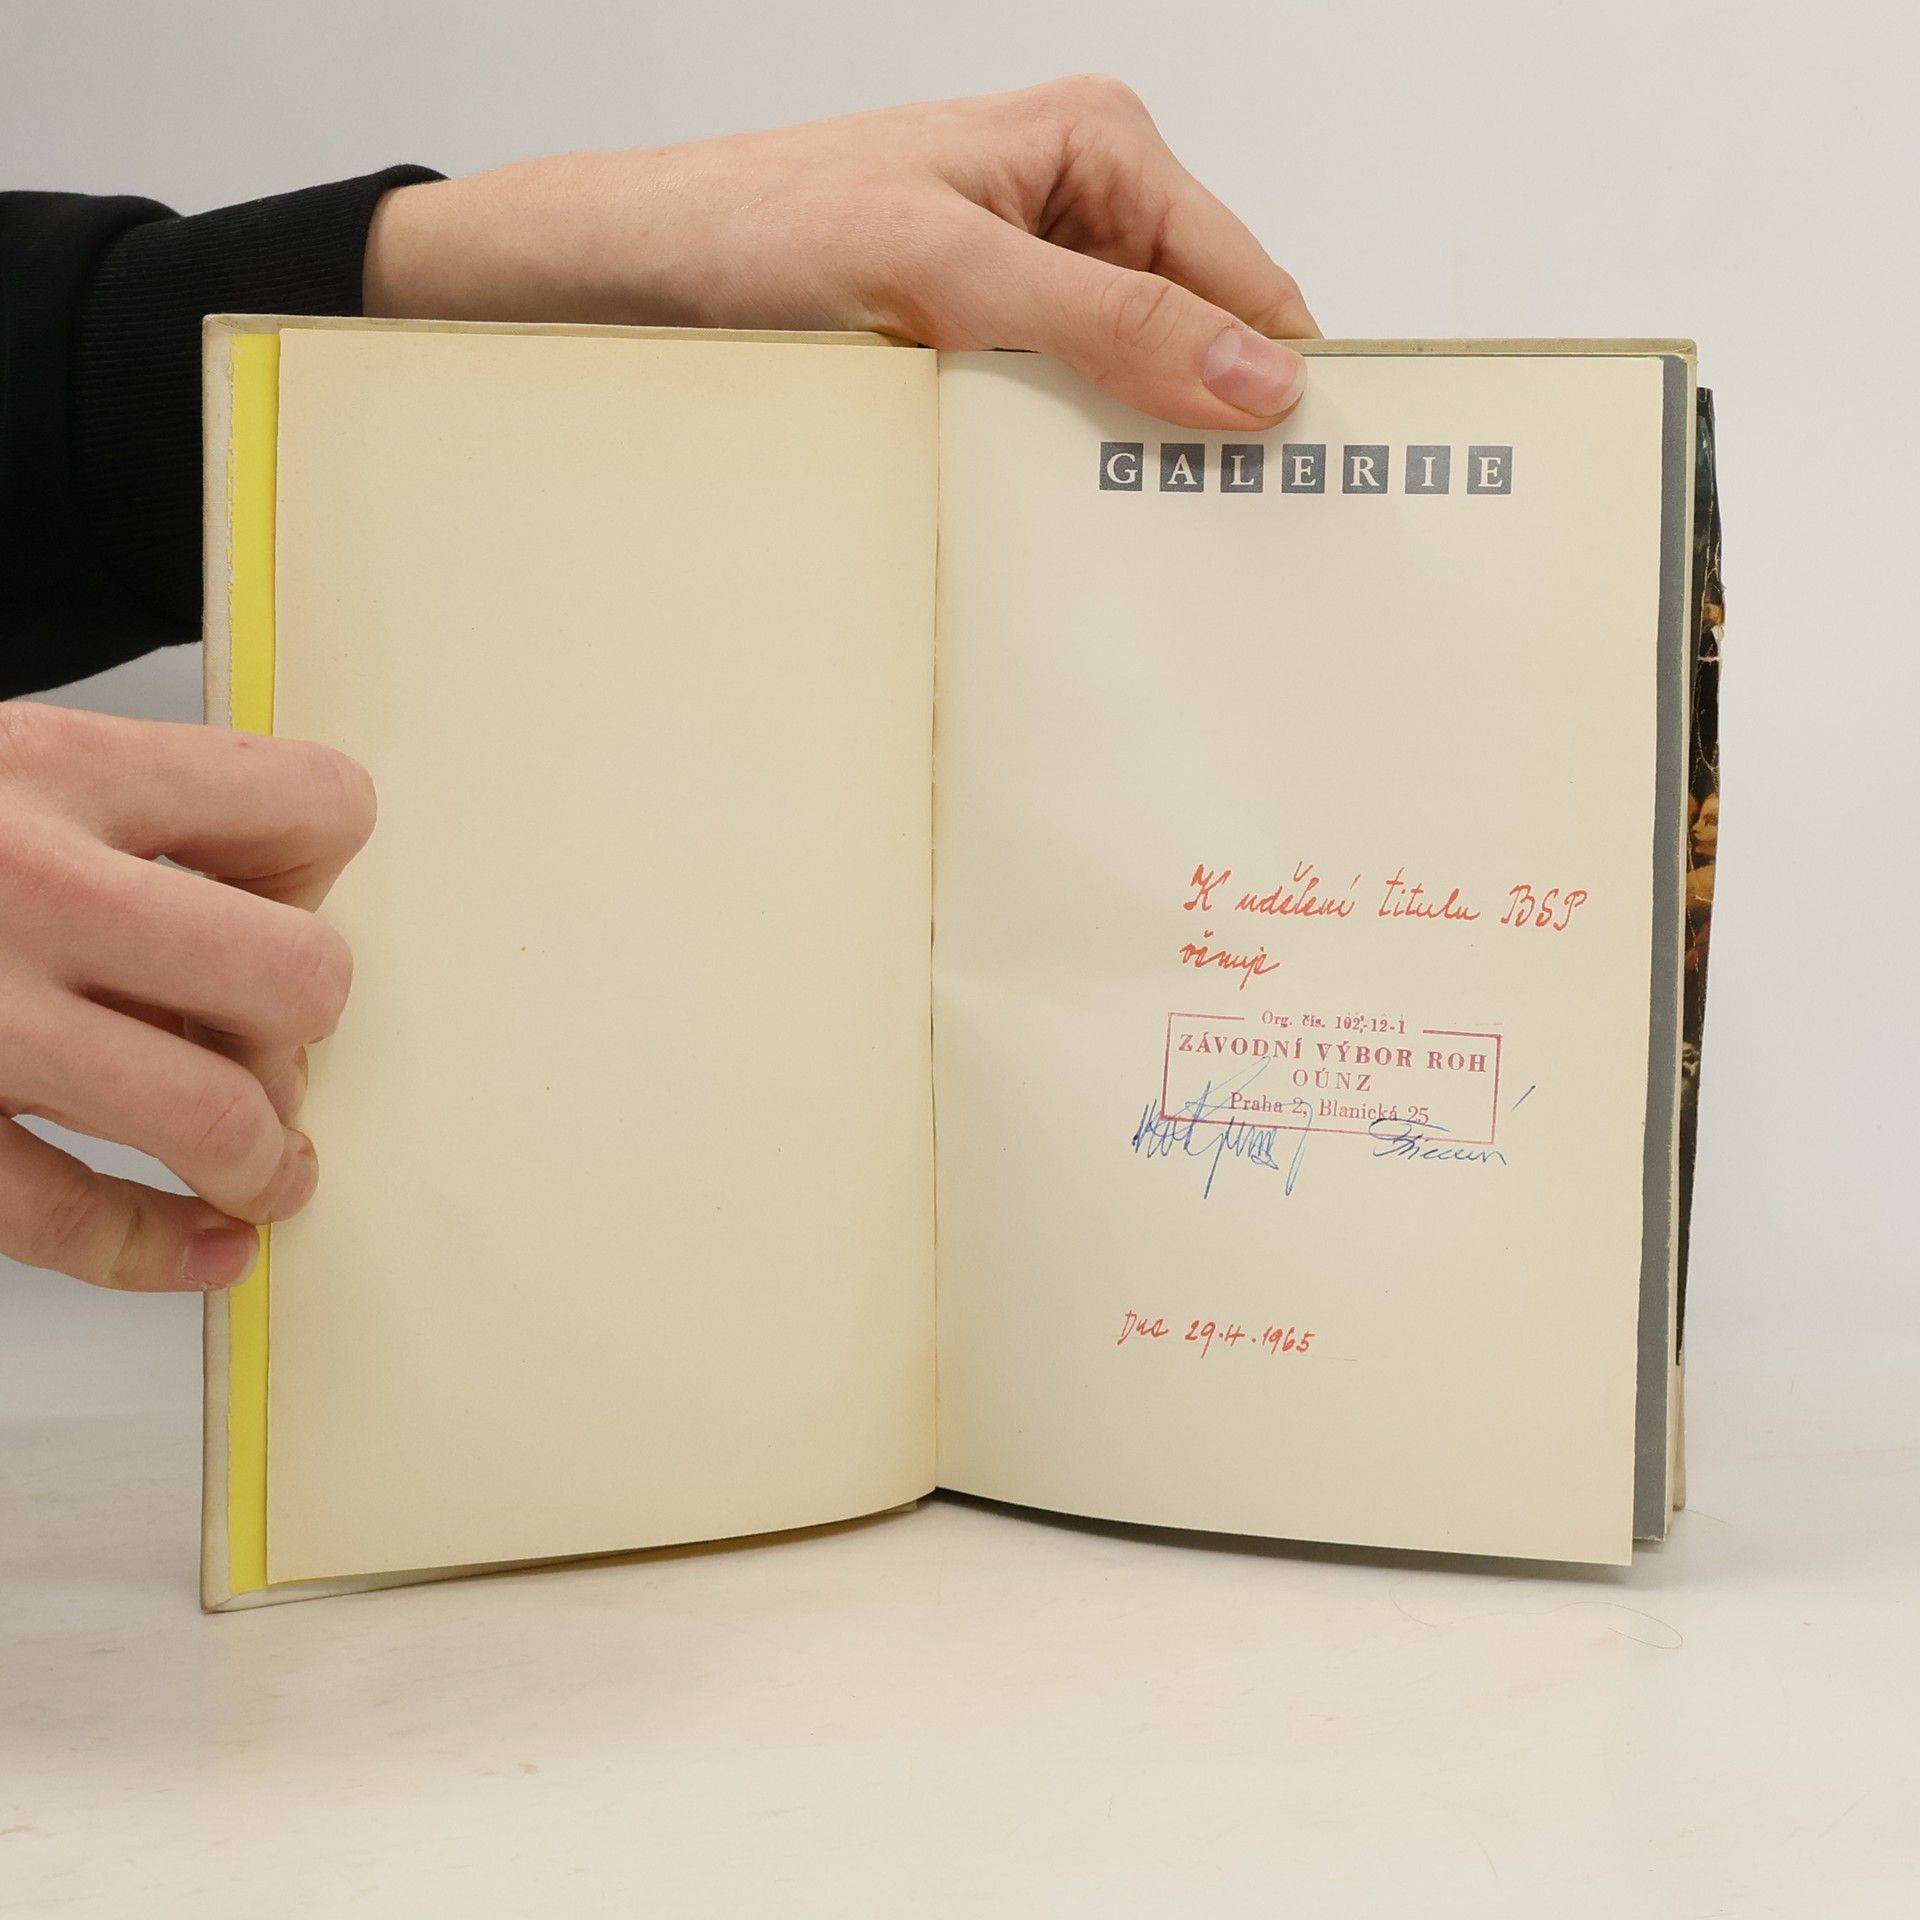 GALERIE
K udělení titulu BSP
věnuje
Org. čís. 102-12-1
ZÁVODNÍ VÝBOR ROH
OÚNZ
Praha 2, Blanická 25
Dne 29.4.1965